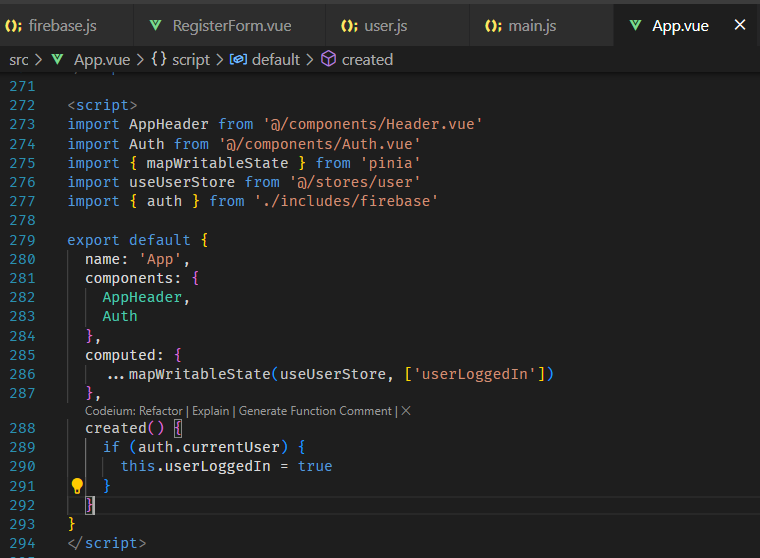 firebase.js RegisterForm.vue user.js main.js App.vue
src > App.vue > {} script > default > created
271
272 <script>
273 import AppHeader from '@/components/Header.vue'
274 import Auth from '@/components/Auth.vue'
275 import { mapWritableState } from 'pinia'
276 import useUserStore from '@/stores/user'
277 import { auth } from './includes/firebase'
278
279 export default {
280 name: 'App',
281 components: {
282 AppHeader,
283 Auth
284 },
285 computed: {
286 ...mapWritableState(useUserStore, ['userLoggedIn'])
287 },
Codeium: Refactor | Explain | Generate Function Comment | ×
288 created() {
289 if (auth.currentUser) {
290 this.userLoggedIn = true
291 }
292 }
293 }
294 </script>